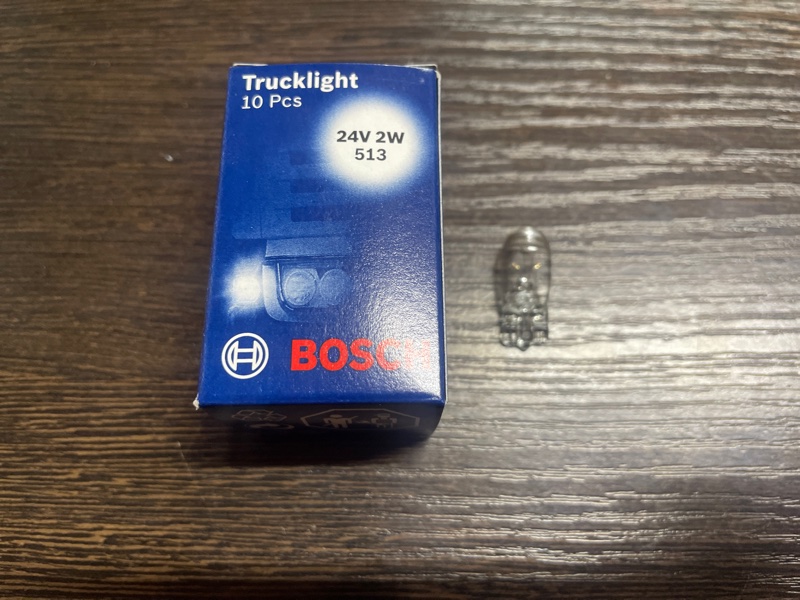 Trucklight
10 Pcs
24V 2W
513
BOSCH